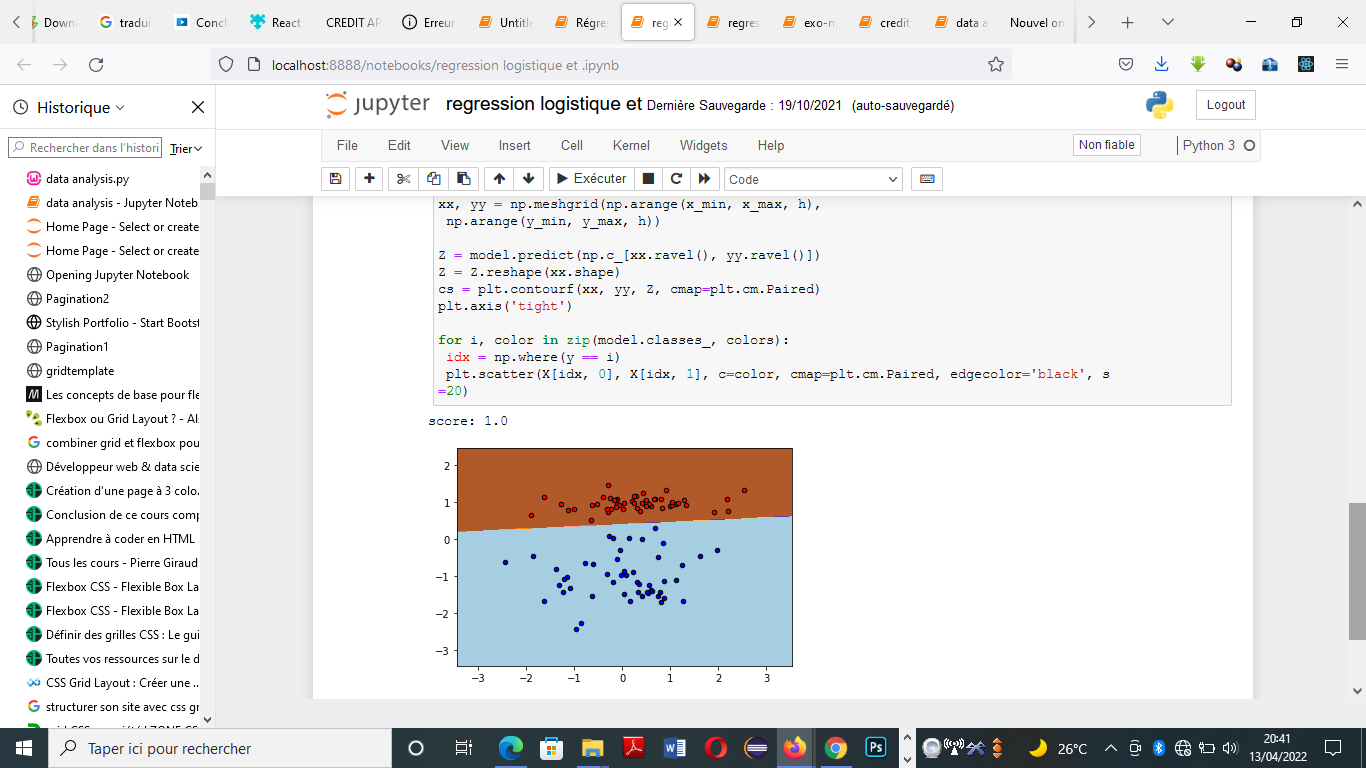 Down
traduii
Concl
React
CREDIT AP
Erreur
Untitle
Régres
reg
regres
exo-n
credit
data a
Nouvel on
localhost:8888/notebooks/regression logistique et .ipynb
Historique
Rechercher dans l'histori
Trier
data analysis.py
data analysis - Jupyter Noteb
Home Page - Select or create
Home Page - Select or create
Opening Jupyter Notebook
Pagination2
Stylish Portfolio - Start Bootst
Pagination1
gridtemplate
Les concepts de base pour fle
Flexbox ou Grid Layout ? - Al
combiner grid et flexbox pou
Développeur web & data scie
Création d'une page à 3 colo.
Conclusion de ce cours comp
Apprendre à coder en HTML
Tous les cours - Pierre Giraud
Flexbox CSS - Flexible Box La
Flexbox CSS - Flexible Box La
Définir des grilles CSS : Le gui
Toutes vos ressources sur le d
CSS Grid Layout : Créer une ..
structurer son site avec css gr
jupyter regression logistique et Dernière Sauvegarde : 19/10/2021 (auto-sauvegardé)
Logout
File Edit View Insert Cell Kernel Widgets Help
Non fiable
Python 3
Exécuter
Code
xx, yy = np.meshgrid(np.arange(x_min, x_max, h),
np.arange(y_min, y_max, h))
Z = model.predict(np.c_[xx.ravel(), yy.ravel()])
Z = Z.reshape(xx.shape)
cs = plt.contourf(xx, yy, Z, cmap=plt.cm.Paired)
plt.axis('tight')
for i, color in zip(model.classes_, colors):
idx = np.where(y == i)
plt.scatter(X[idx, 0], X[idx, 1], c=color, cmap=plt.cm.Paired, edgecolor='black', s
=20)
score: 1.0
2
1
0
−1
−2
−3
−3 −2 −1 0 1 2 3
Taper ici pour rechercher
Ps
26°C
20:41
13/04/2022